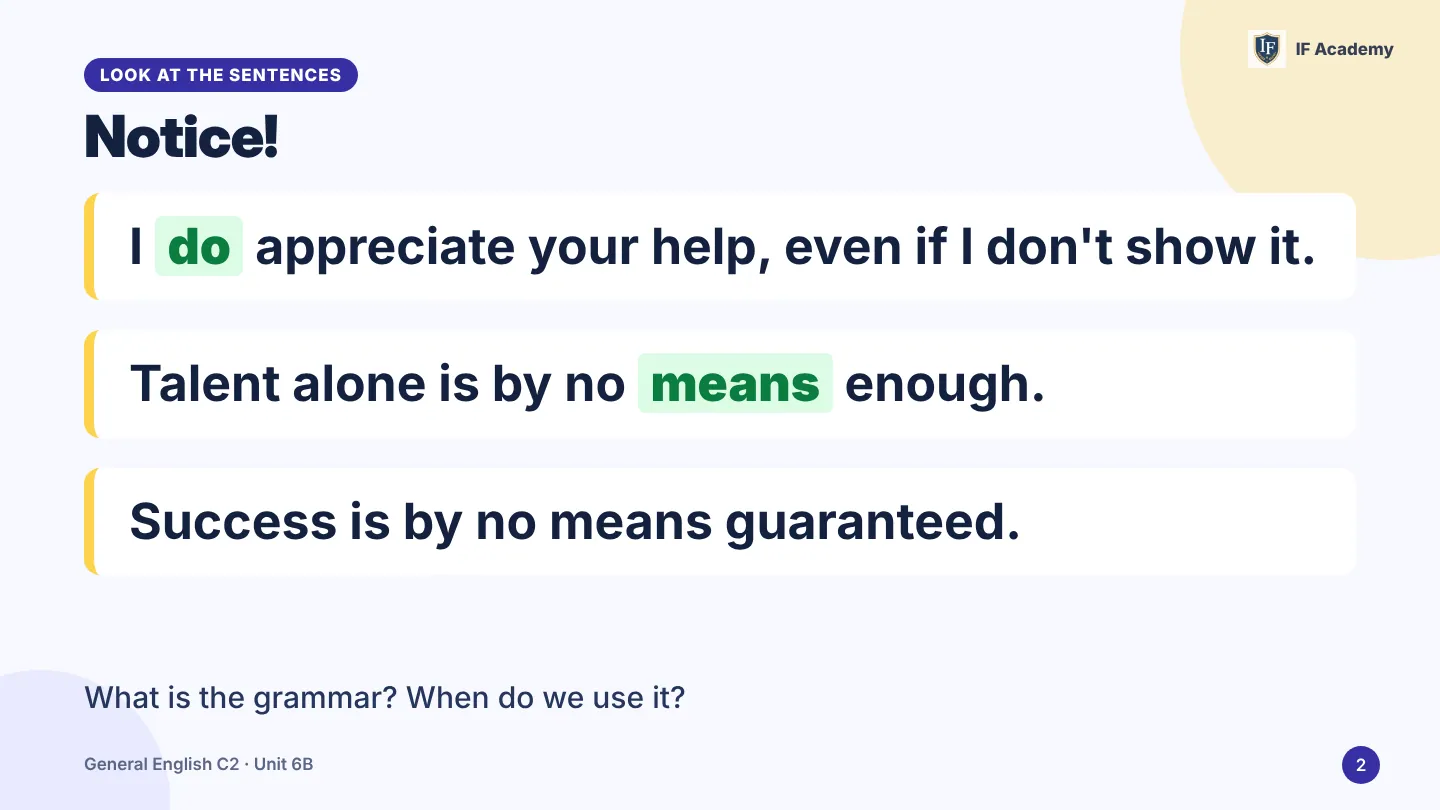 IF Academy
LOOK AT THE SENTENCES
Notice!
I do appreciate your help, even if I don't show it.
Talent alone is by no means enough.
Success is by no means guaranteed.
What is the grammar? When do we use it?
General English C2 · Unit 6B
2